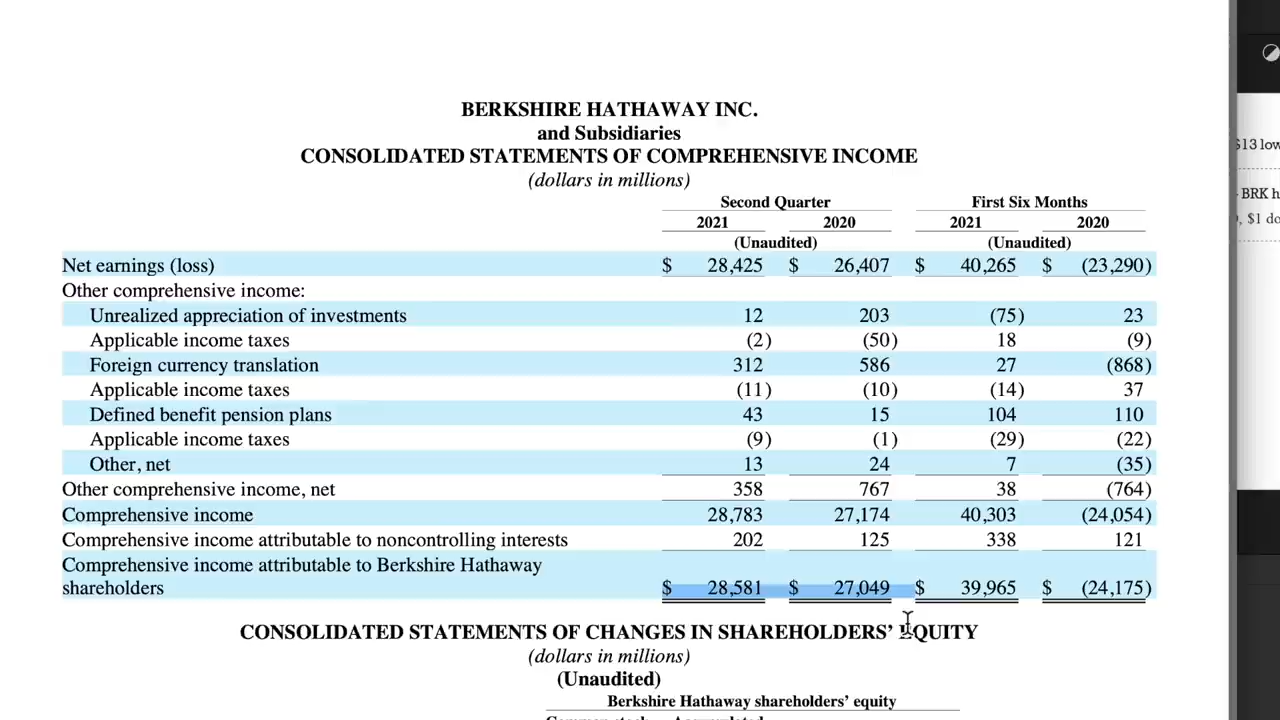 BERKSHIRE HATHAWAY INC.
and Subsidiaries
CONSOLIDATED STATEMENTS OF COMPREHENSIVE INCOME
(dollars in millions)
Second Quarter First Six Months
2021 2020 2021 2020
(Unaudited) (Unaudited)
Net earnings (loss) $ 28,425 $ 26,407 $ 40,265 $ (23,290)
Other comprehensive income:
Unrealized appreciation of investments 12 203 (75) 23
Applicable income taxes (2) (50) 18 (9)
Foreign currency translation 312 586 27 (868)
Applicable income taxes (11) (10) (14) 37
Defined benefit pension plans 43 15 104 110
Applicable income taxes (9) (1) (29) (22)
Other, net 13 24 7 (35)
Other comprehensive income, net 358 767 38 (764)
Comprehensive income 28,783 27,174 40,303 (24,054)
Comprehensive income attributable to noncontrolling interests 202 125 338 121
Comprehensive income attributable to Berkshire Hathaway
shareholders $ 28,581 $ 27,049 $ 39,965 $ (24,175)
CONSOLIDATED STATEMENTS OF CHANGES IN SHAREHOLDERS’ EQUITY
(dollars in millions)
(Unaudited)
Berkshire Hathaway shareholders’ equity
Common stock Accumulated
$13 low
- BRK h
, $1 do